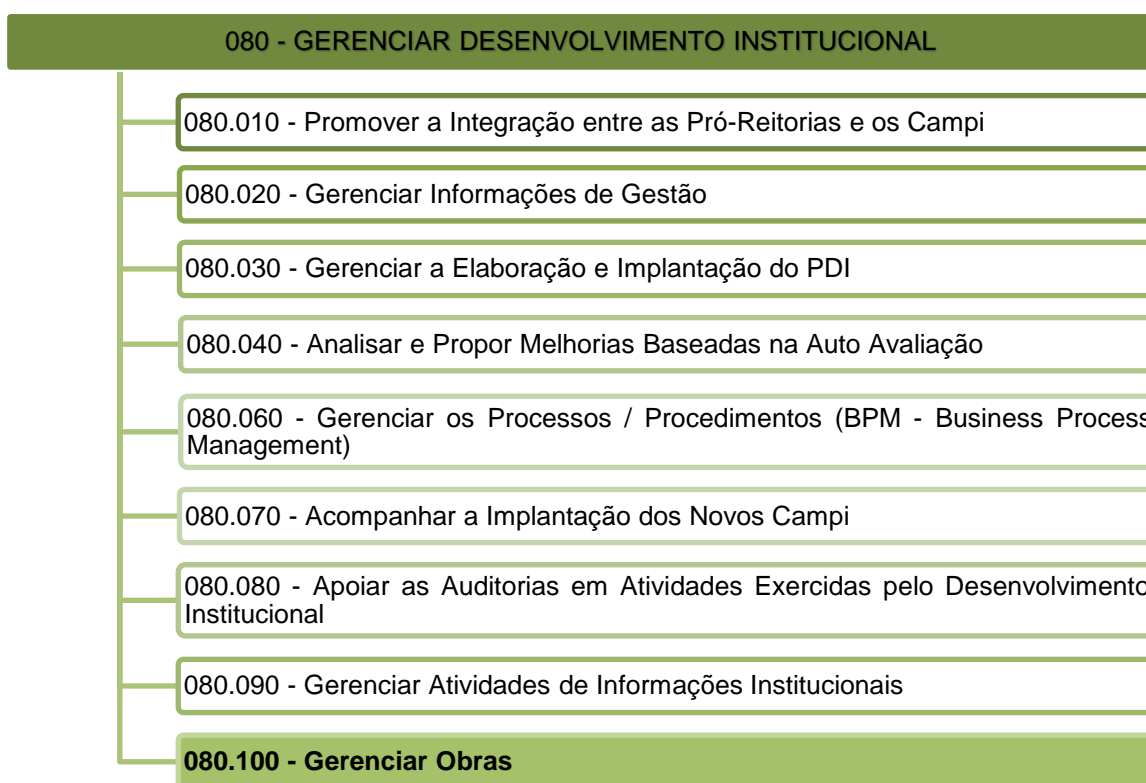 080 - GERENCIAR DESENVOLVIMENTO INSTITUCIONAL
080.010 - Promover a Integração entre as Pró-Reitorias e os Campi
080.020 - Gerenciar Informações de Gestão
080.030 - Gerenciar a Elaboração e Implantação do PDI
080.040 - Analisar e Propor Melhorias Baseadas na Auto Avaliação
080.060 - Gerenciar os Processos / Procedimentos (BPM - Business Process
Management)
080.070 - Acompanhar a Implantação dos Novos Campi
080.080 - Apoiar as Auditorias em Atividades Exercidas pelo Desenvolvimento
Institucional
080.090 - Gerenciar Atividades de Informações Institucionais
080.100 - Gerenciar Obras